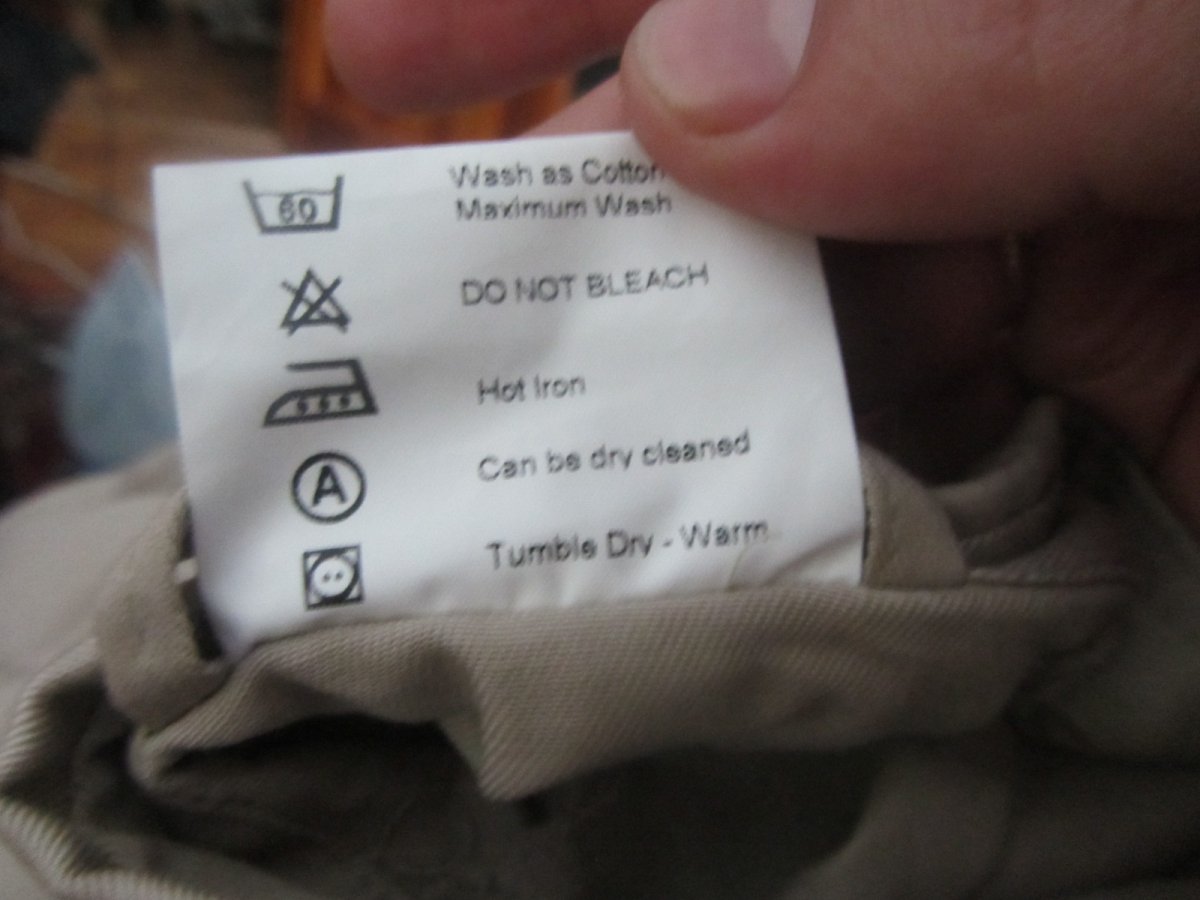 60 Wash as Cotton
Maximum Wash
DO NOT BLEACH
Hot Iron
A Can be dry cleaned
Tumble Dry - Warm